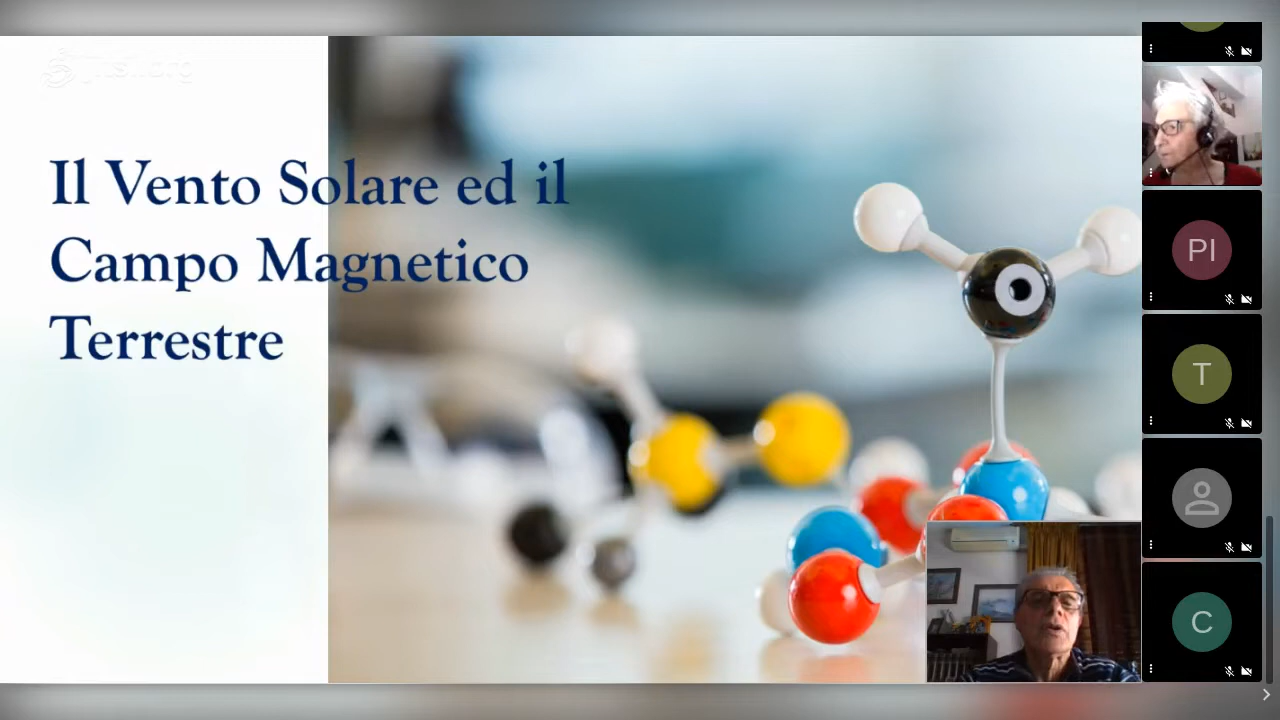 Il Vento Solare ed il
Campo Magnetico
Terrestre
PI
T
C